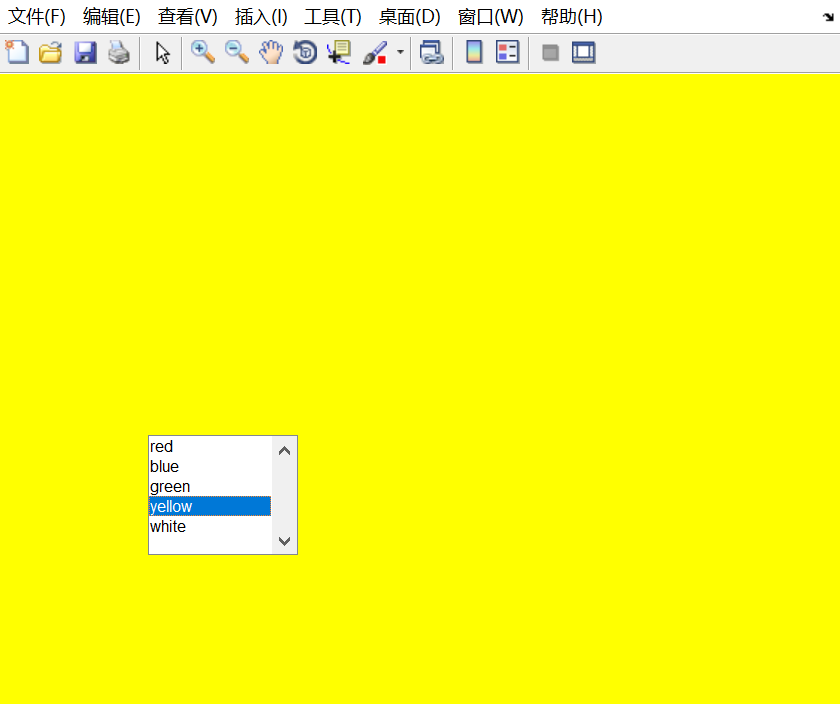 文件(F) 编辑(E) 查看(V) 插入(I) 工具(T) 桌面(D) 窗口(W) 帮助(H)
red
blue
green
yellow
white